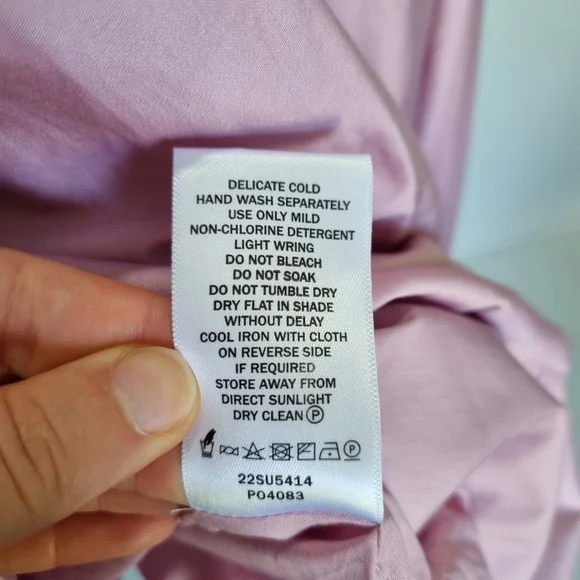 DELICATE COLD
HAND WASH SEPARATELY
USE ONLY MILD
NON-CHLORINE DETERGENT
LIGHT WRING
DO NOT BLEACH
DO NOT SOAK
DO NOT TUMBLE DRY
DRY FLAT IN SHADE
WITHOUT DELAY
COOL IRON WITH CLOTH
ON REVERSE SIDE
IF REQUIRED
STORE AWAY FROM
DIRECT SUNLIGHT
DRY CLEAN Ⓟ
Ⓟ
22SU5414
PO4083